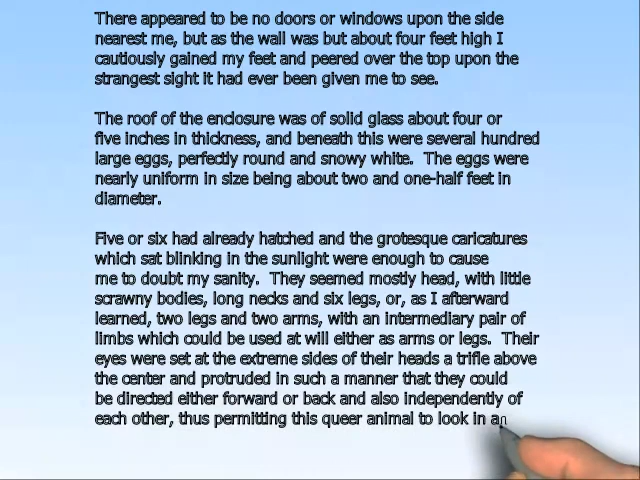 There appeared to be no doors or windows upon the side
nearest me, but as the wall was but about four feet high I
cautiously gained my feet and peered over the top upon the
strangest sight it had ever been given me to see.
The roof of the enclosure was of solid glass about four or
five inches in thickness, and beneath this were several hundred
large eggs, perfectly round and snowy white. The eggs were
nearly uniform in size being about two and one-half feet in
diameter.
Five or six had already hatched and the grotesque caricatures
which sat blinking in the sunlight were enough to cause
me to doubt my sanity. They seemed mostly head, with little
scrawny bodies, long necks and six legs, or, as I afterward
learned, two legs and two arms, with an intermediary pair of
limbs which could be used at will either as arms or legs. Their
eyes were set at the extreme sides of their heads a trifle above
the center and protruded in such a manner that they could
be directed either forward or back and also independently of
each other, thus permitting this queer animal to look in an